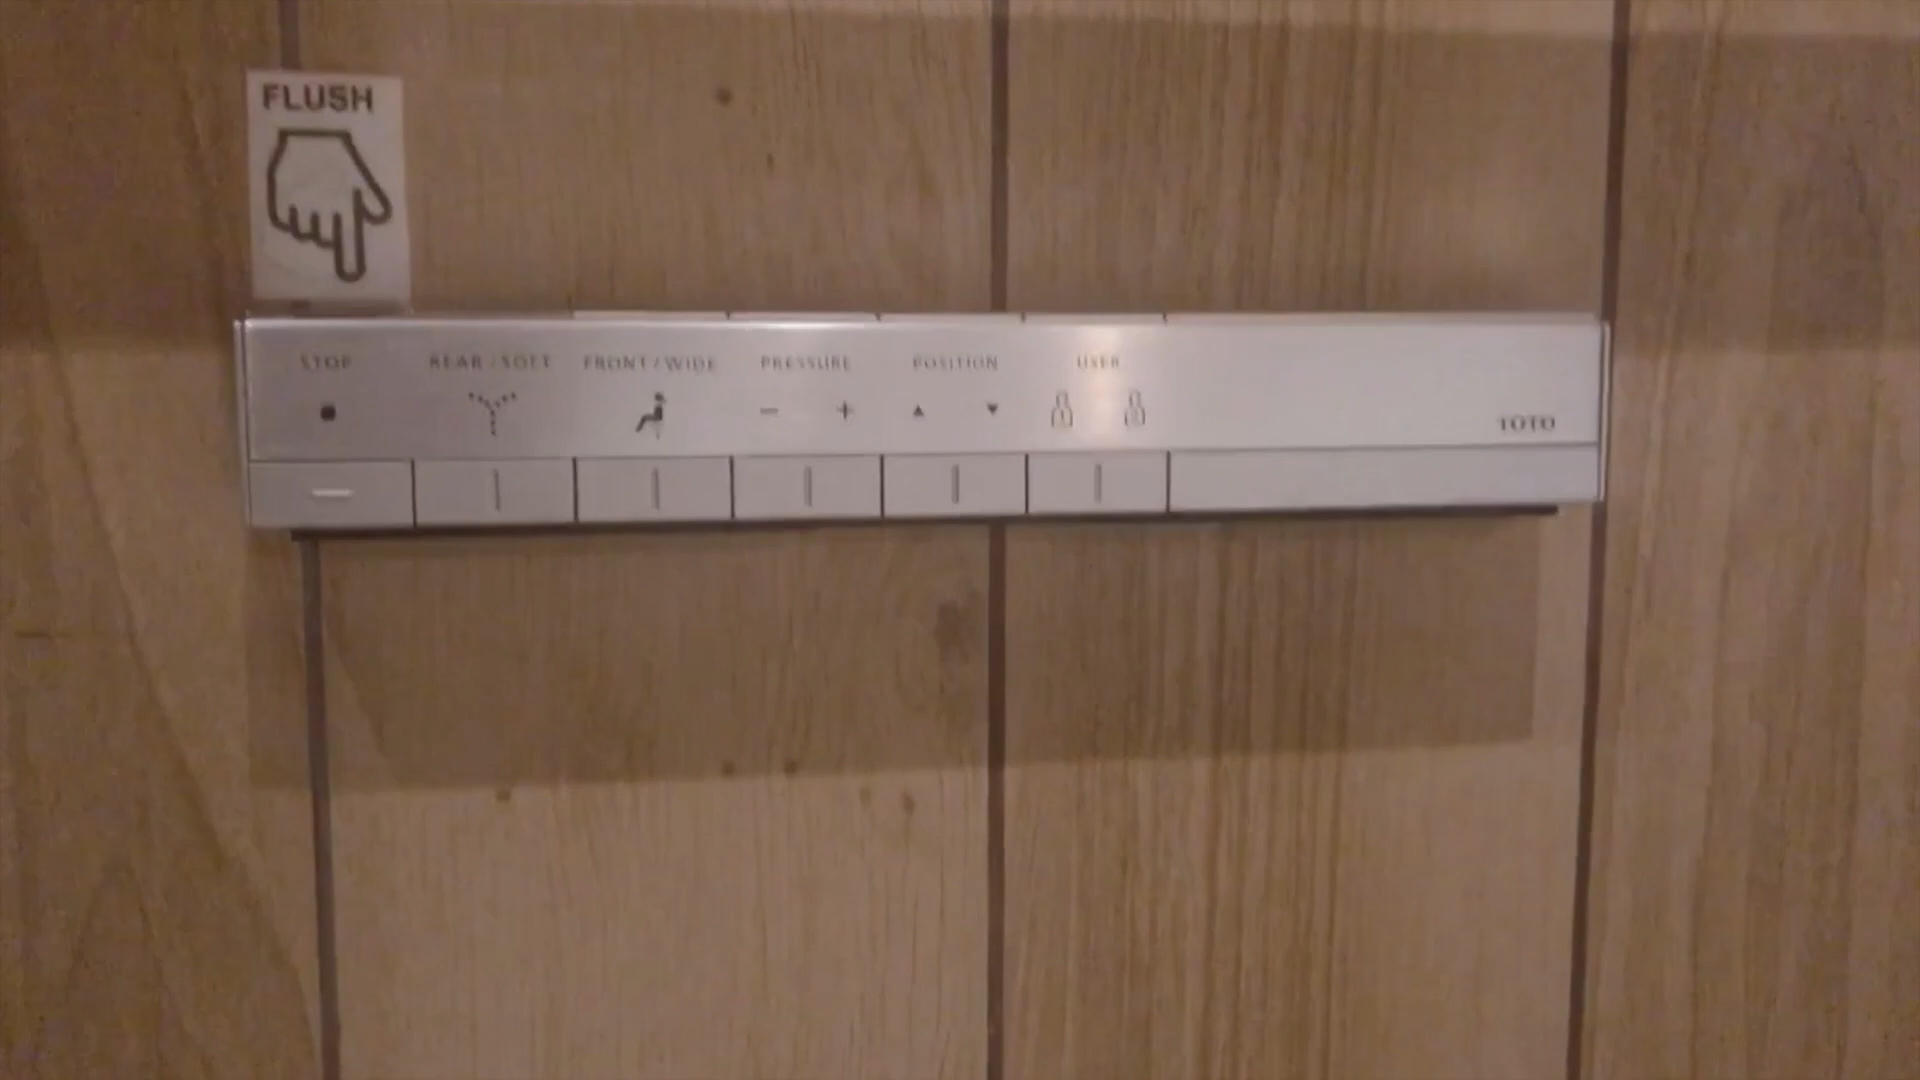 FLUSH
STOP REAR / SOFT FRONT / WIDE PRESSURE POSITION USER
− +
TOTO